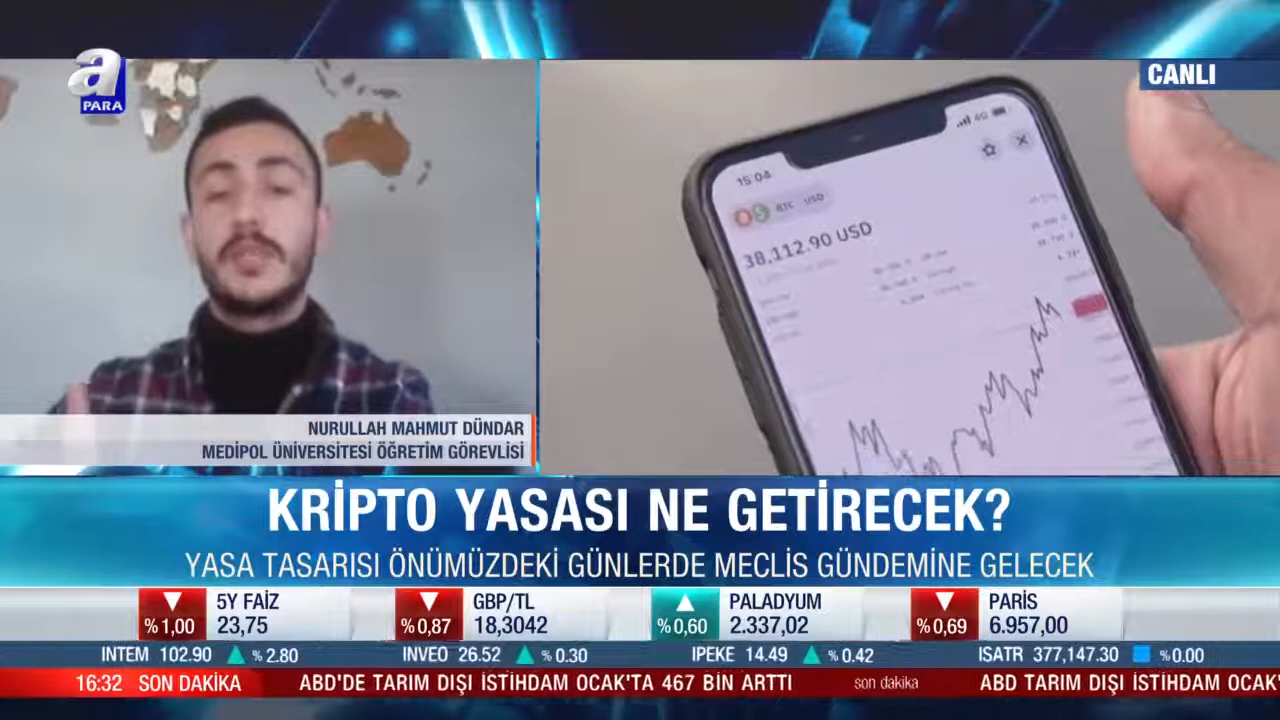 a
PARA
CANLI
15:04
4G
BTC USD
38,112.90 USD
NURULLAH MAHMUT DÜNDAR
MEDİPOL ÜNİVERSİTESİ ÖĞRETİM GÖREVLİSİ
KRİPTO YASASI NE GETİRECEK?
YASA TASARISI ÖNÜMÜZDEKİ GÜNLERDE MECLİS GÜNDEMİNE GELECEK
%1,00 5Y FAİZ 23,75 %0,87 GBP/TL 18,3042 %0,60 PALADYUM 2.337,02 %0,69 PARİS 6.957,00
INTEM 102.90 %2.80 INVEO 26.52 %0.30 IPEKE 14.49 %0.42 ISATR 377,147.30 %0.00
16:32 SON DAKİKA ABD'DE TARIM DIŞI İSTİHDAM OCAK'TA 467 BİN ARTTI son dakika ABD TARIM DIŞI İSTİHDAM OCAK'